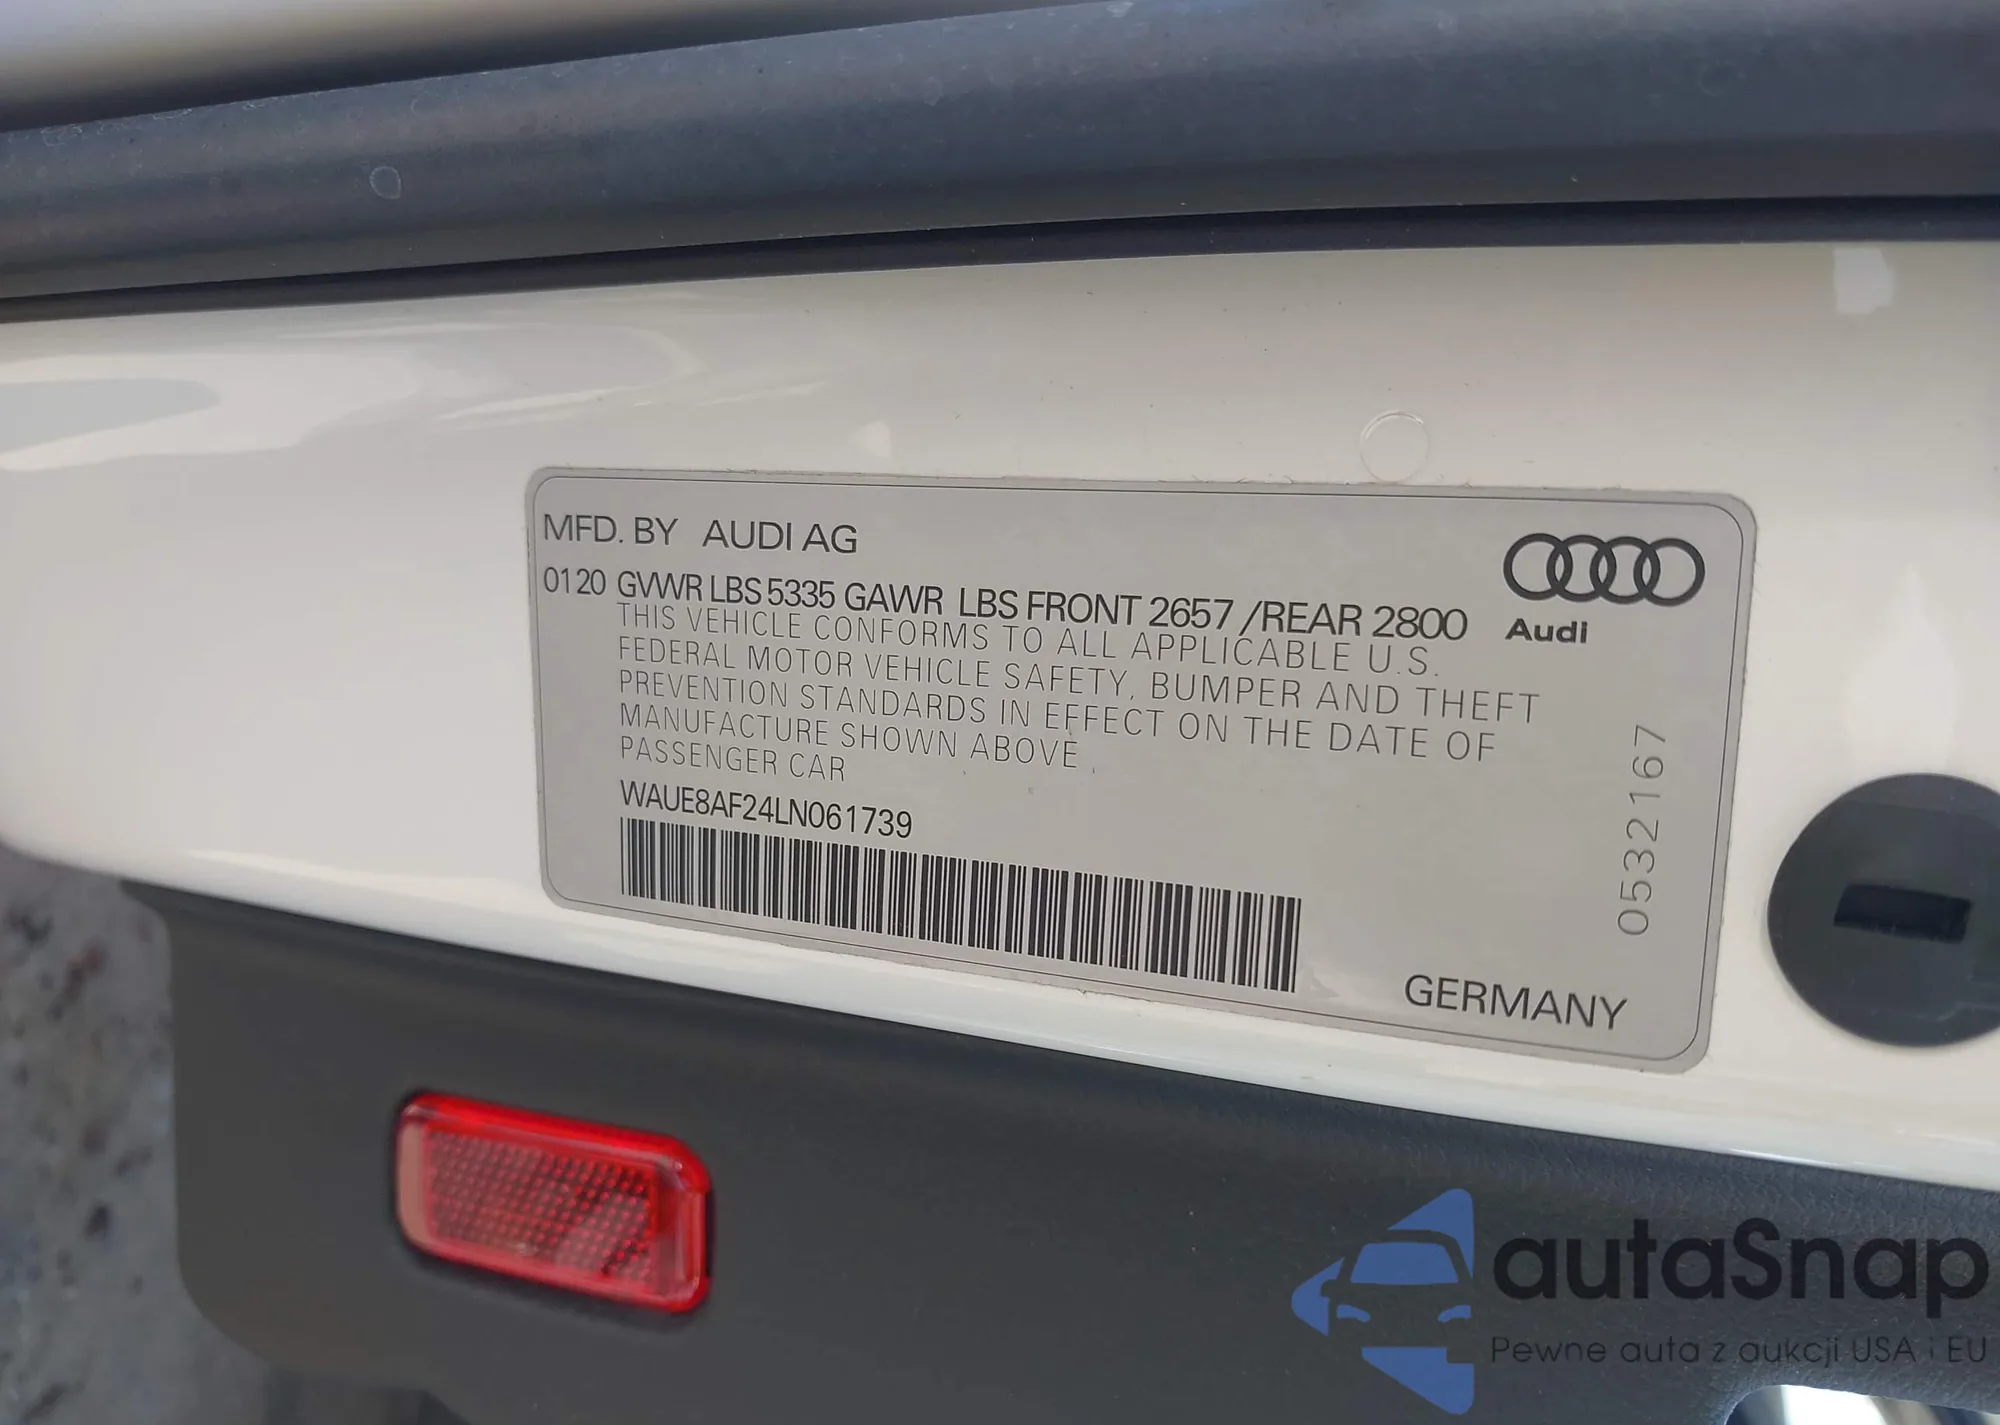 MFD. BY AUDI AG
0120 GVWR LBS 5335 GAWR LBS FRONT 2657 /REAR 2800
THIS VEHICLE CONFORMS TO ALL APPLICABLE U.S.
FEDERAL MOTOR VEHICLE SAFETY, BUMPER AND THEFT
PREVENTION STANDARDS IN EFFECT ON THE DATE OF
MANUFACTURE SHOWN ABOVE
PASSENGER CAR
WAUE8AF24LN061739
Audi
0532167
GERMANY
autaSnap
Pewne auta z aukcji USA i EU